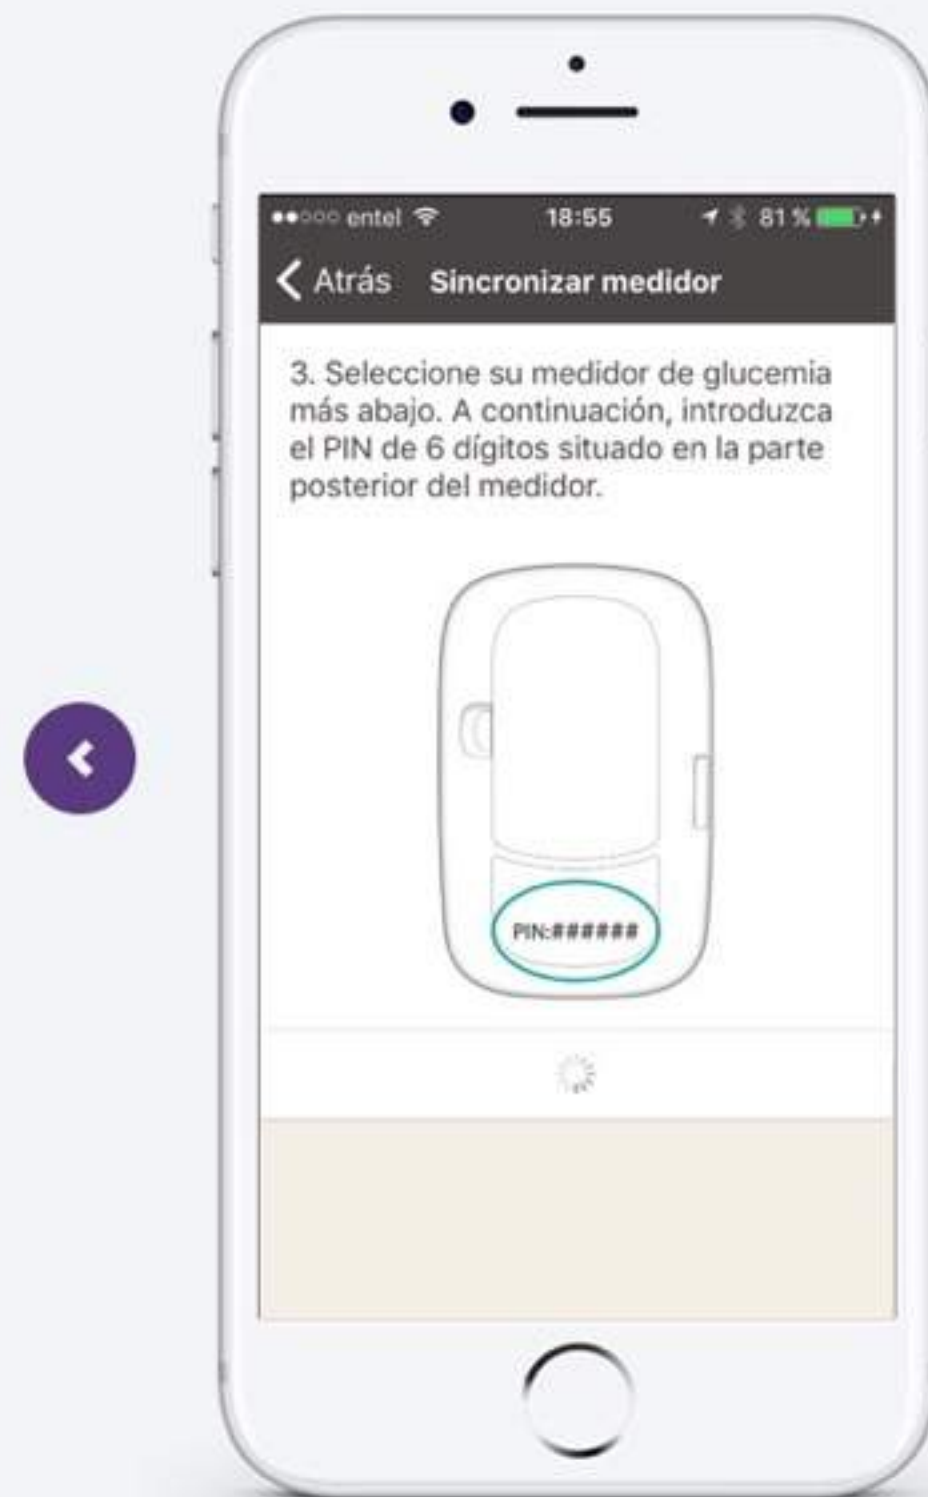 entel 18:55 81 %
Atrás Sincronizar medidor
3. Seleccione su medidor de glucemia
más abajo. A continuación, introduzca
el PIN de 6 dígitos situado en la parte
posterior del medidor.
PIN:######